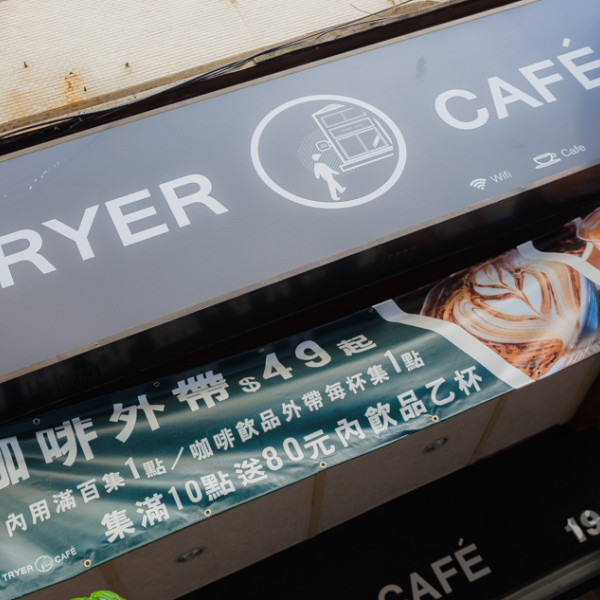 TRYER CAFÉ
Wifi Cafe
咖啡外帶$49起
內用滿百集1點/咖啡飲品外帶每杯集1點
集滿10點送80元內飲品乙杯
TRYER CAFÉ
CAFÉ 19